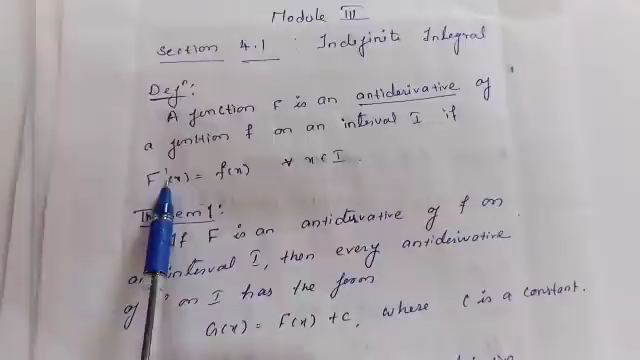 Module III
Section 4.1 : Indefinite Integral
Defn:
A function F is an antiderivative of
a function f on an interval I if
F'(x) = f(x) ∀ x ∈ I.
Theorem 1:
If F is an antiderivative of f on
an interval I, then every antiderivative
of on I has the form
G(x) = F(x) + C, where C is a constant.